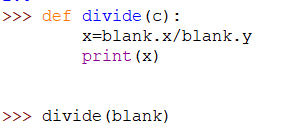 >>> def divide(c):
        x=blank.x/blank.y
        print(x)
>>> divide(blank)